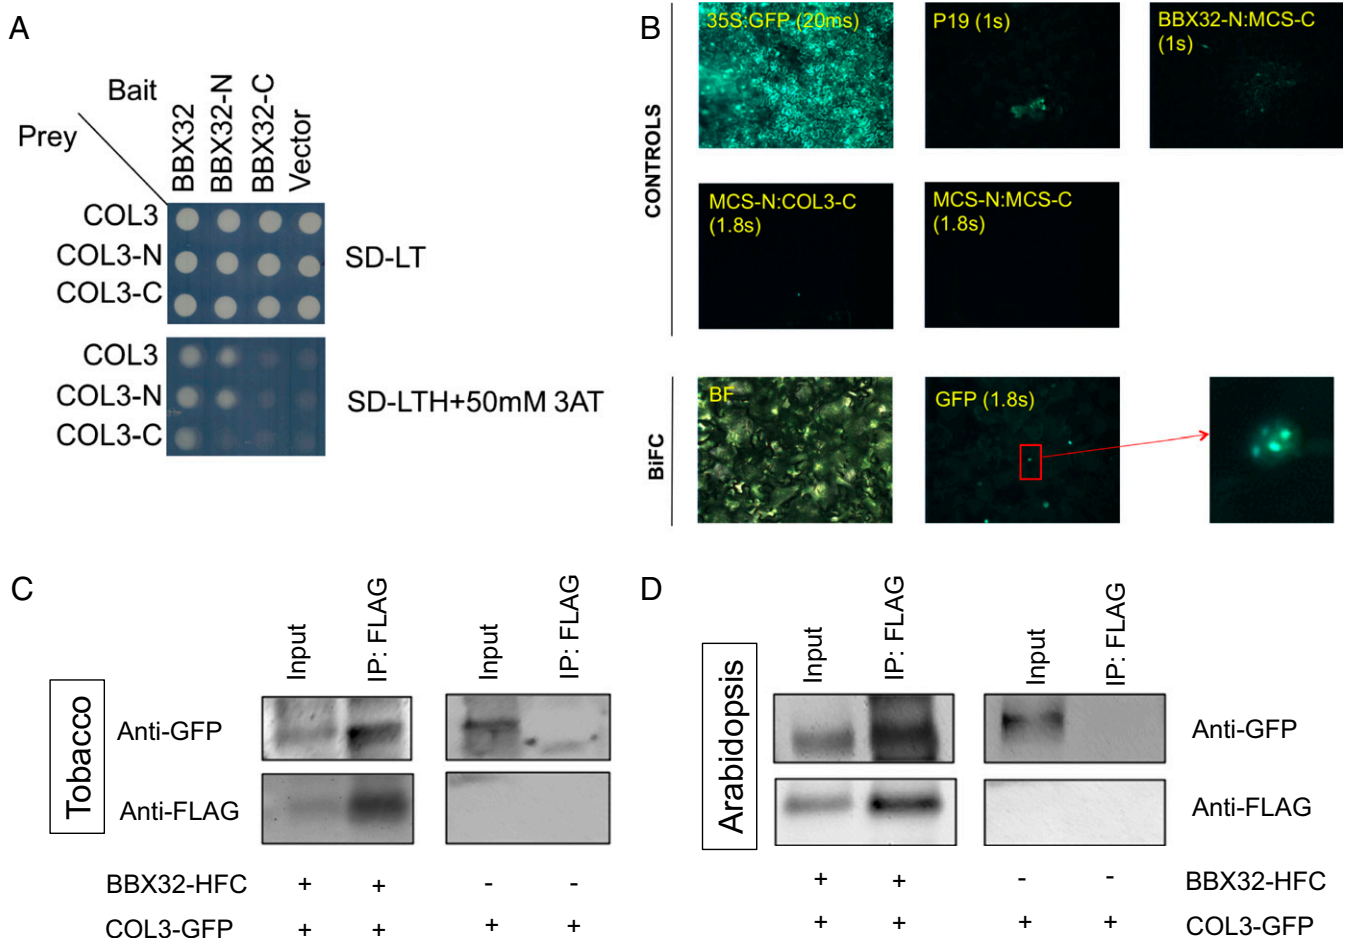 A
Bait
Prey
BBX32
BBX32-N
BBX32-C
Vector
COL3
COL3-N
COL3-C
SD-LT
COL3
COL3-N
COL3-C
SD-LTH+50mM 3AT
B
CONTROLS
35S:GFP (20ms)
P19 (1s)
BBX32-N:MCS-C
(1s)
MCS-N:COL3-C
(1.8s)
MCS-N:MCS-C
(1.8s)
BiFC
BF
GFP (1.8s)
C
Tobacco
Input
IP: FLAG
Input
IP: FLAG
Anti-GFP
Anti-FLAG
BBX32-HFC + + - -
COL3-GFP + + + +
D
Arabidopsis
Input
IP: FLAG
Input
IP: FLAG
Anti-GFP
Anti-FLAG
+ + - - BBX32-HFC
+ + + + COL3-GFP